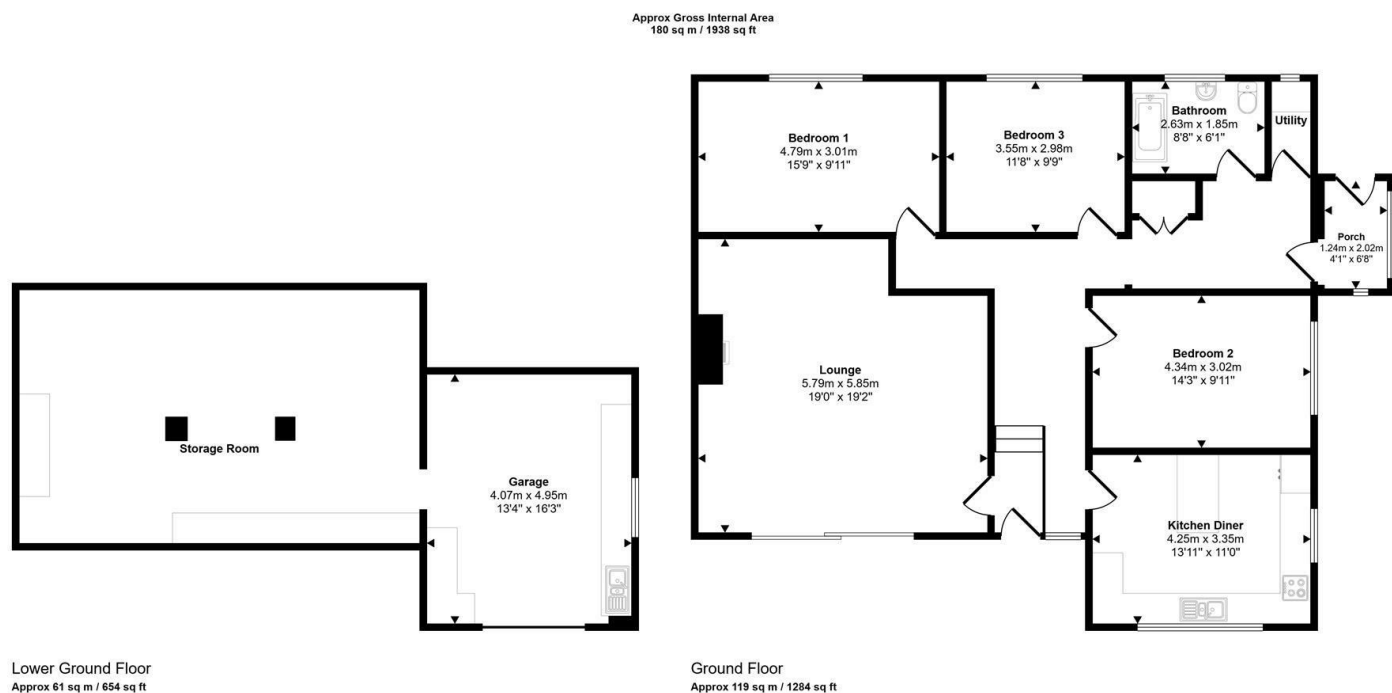 Approx Gross Internal Area
180 sq m / 1938 sq ft
Bedroom 1
4.79m x 3.01m
15'9" x 9'11"
Bedroom 3
3.55m x 2.98m
11'8" x 9'9"
Bathroom
2.63m x 1.85m
8'8" x 6'1"
Utility
Porch
1.24m x 2.02m
4'1" x 6'8"
Lounge
5.79m x 5.85m
19'0" x 19'2"
Bedroom 2
4.34m x 3.02m
14'3" x 9'11"
Storage Room
Garage
4.07m x 4.95m
13'4" x 16'3"
Kitchen Diner
4.25m x 3.35m
13'11" x 11'0"
Lower Ground Floor
Approx 61 sq m / 654 sq ft
Ground Floor
Approx 119 sq m / 1284 sq ft